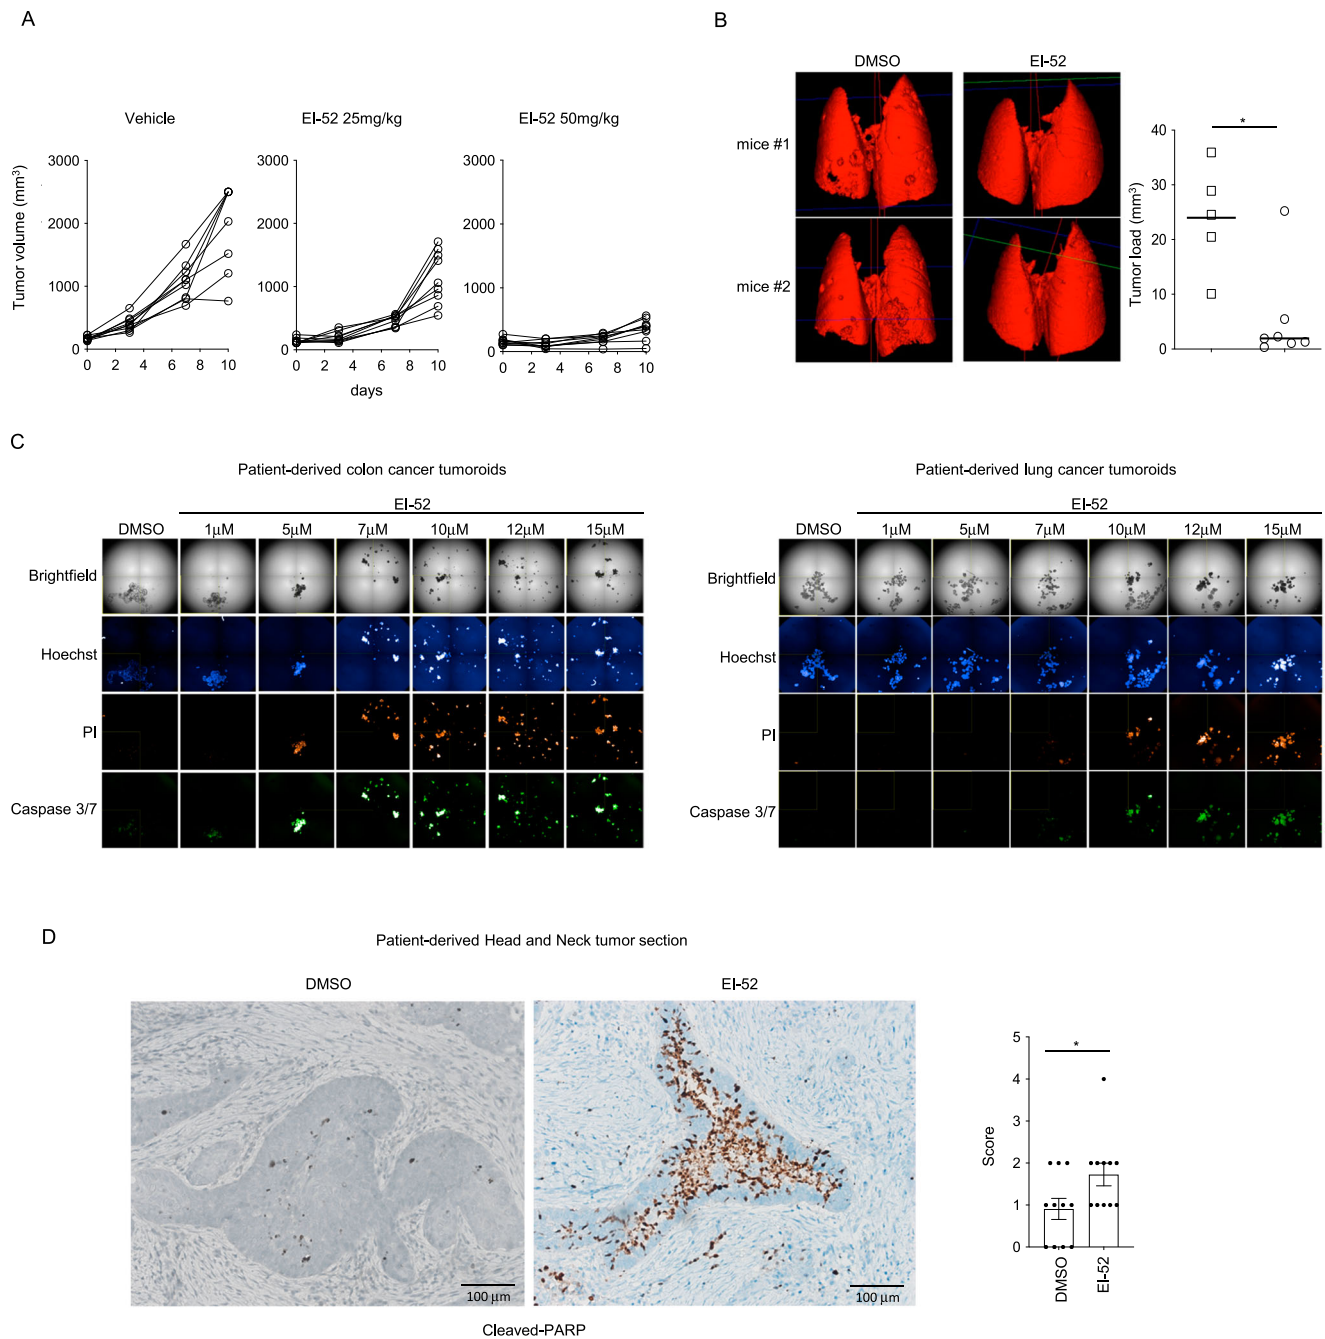 A
Vehicle
EI-52 25mg/kg
EI-52 50mg/kg
Tumor volume (mm³)
3000
2000
1000
0
0 2 4 6 8 10
3000
2000
1000
0
0 2 4 6 8 10
3000
2000
1000
0
0 2 4 6 8 10
days
B
DMSO
EI-52
mice #1
mice #2
*
Tumor load (mm³)
40
30
20
10
0
C
Patient-derived colon cancer tumoroids
EI-52
DMSO 1μM 5μM 7μM 10μM 12μM 15μM
Brightfield
Hoechst
PI
Caspase 3/7
Patient-derived lung cancer tumoroids
EI-52
DMSO 1μM 5μM 7μM 10μM 12μM 15μM
Brightfield
Hoechst
PI
Caspase 3/7
D
Patient-derived Head and Neck tumor section
DMSO
EI-52
100 μm
100 μm
Cleaved-PARP
*
Score
5
4
3
2
1
0
DMSO
EI-52